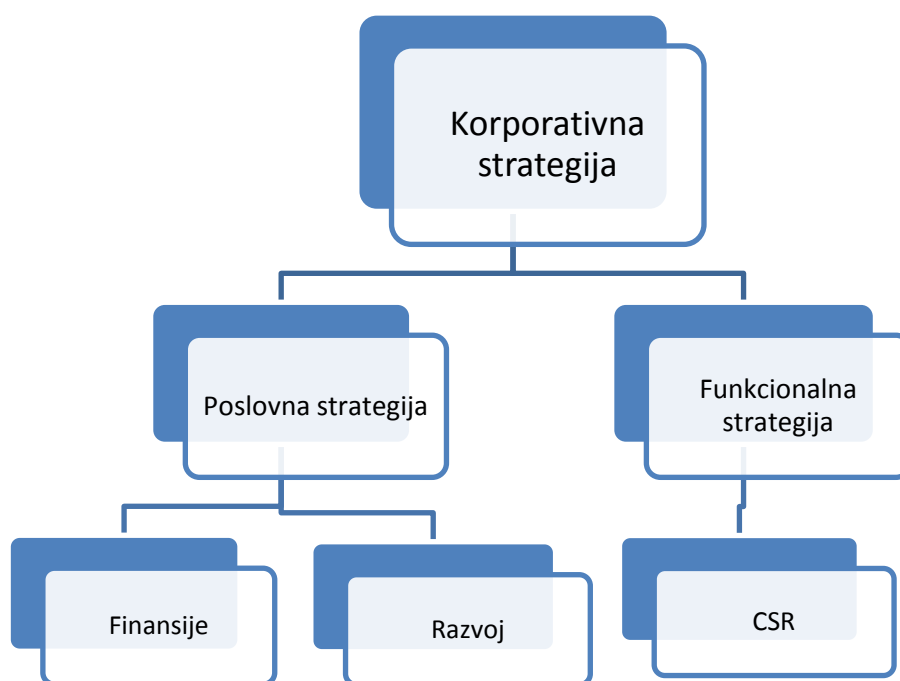 Korporativna
strategija
Poslovna strategija
Funkcionalna
strategija
Finansije
Razvoj
CSR